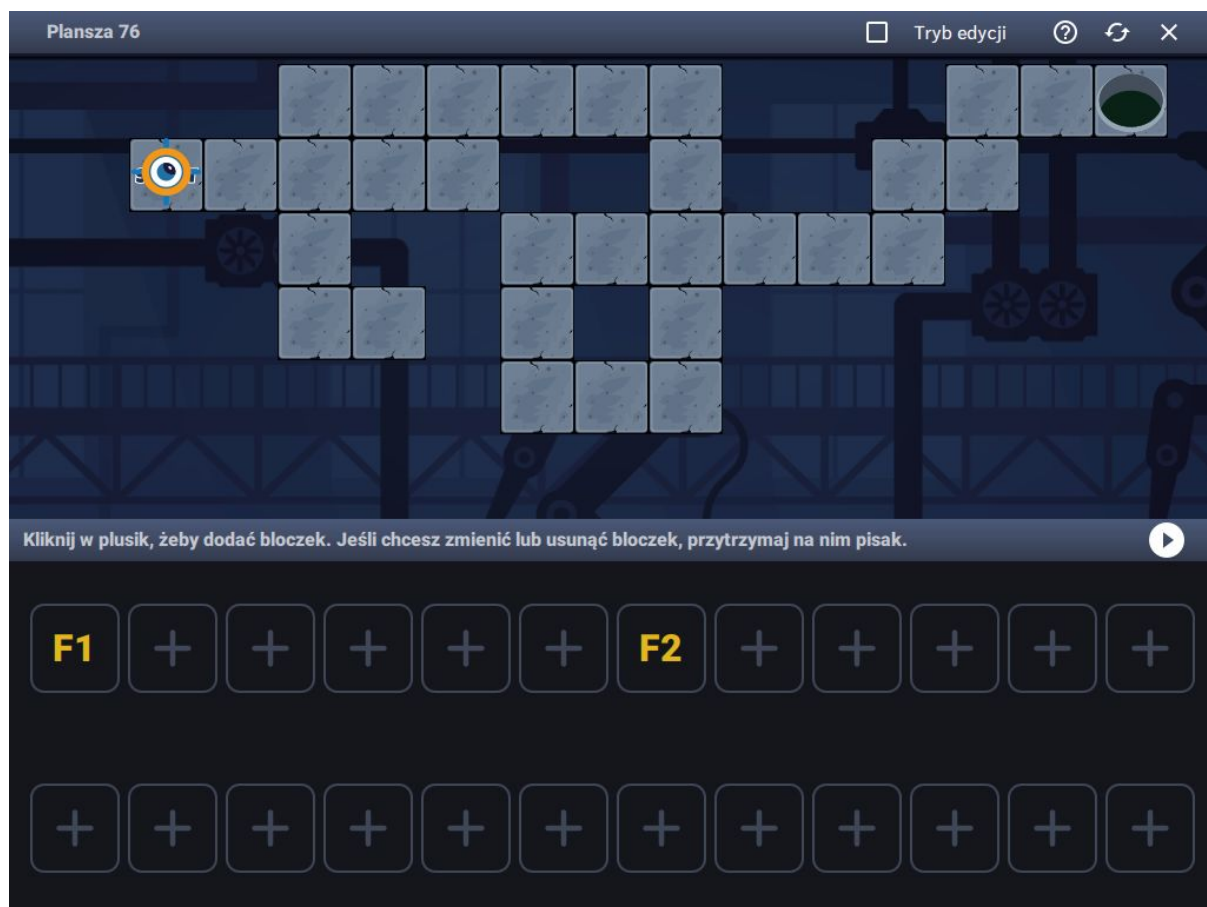 Plansza 76
Tryb edycji
Kliknij w plusik, żeby dodać bloczek. Jeśli chcesz zmienić lub usunąć bloczek, przytrzymaj na nim pisak.
F1
F2